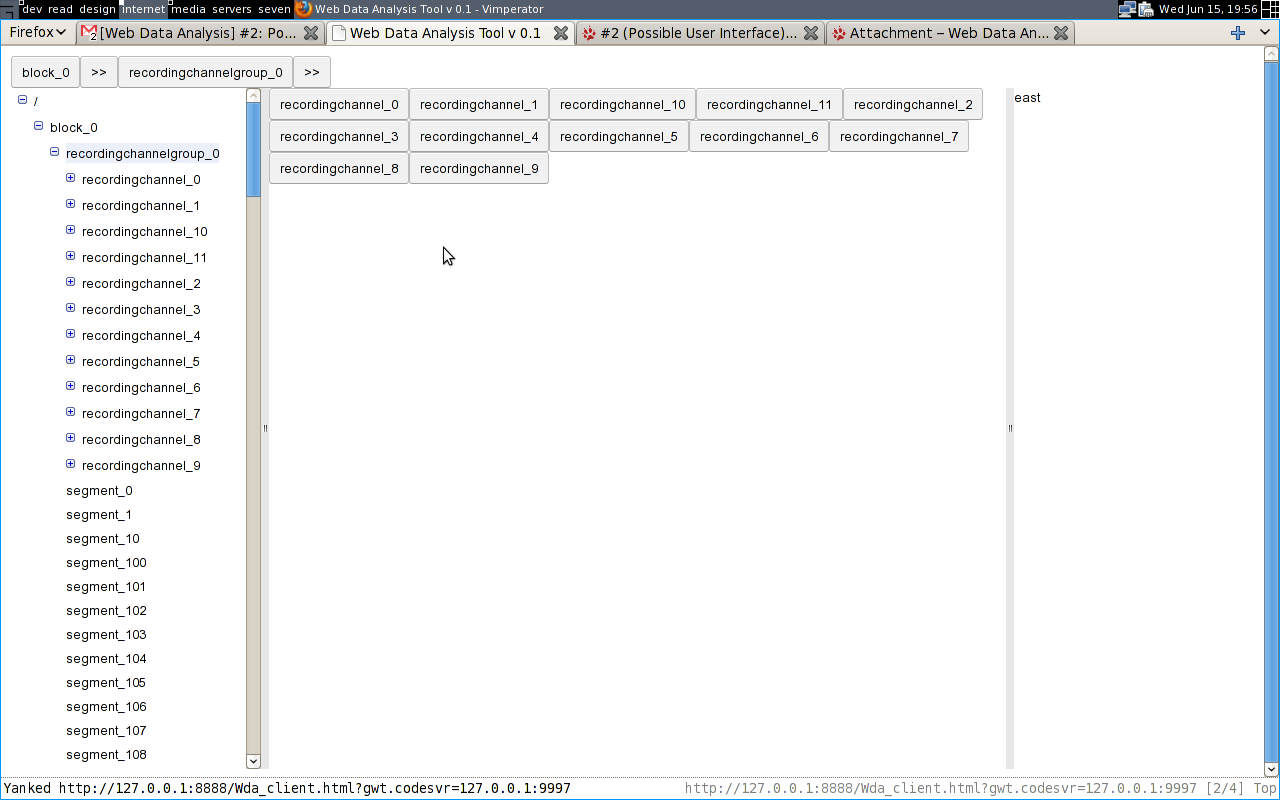 dev read design internet media servers seven Web Data Analysis Tool v 0.1 - Vimperator Wed Jun 15, 19:56
Firefox [Web Data Analysis] #2: Po... Web Data Analysis Tool v 0.1 #2 (Possible User Interface)... Attachment – Web Data An...
block_0 >> recordingchannelgroup_0 >>
/
block_0
recordingchannelgroup_0
recordingchannel_0
recordingchannel_1
recordingchannel_10
recordingchannel_11
recordingchannel_2
recordingchannel_3
recordingchannel_4
recordingchannel_5
recordingchannel_6
recordingchannel_7
recordingchannel_8
recordingchannel_9
segment_0
segment_1
segment_10
segment_100
segment_101
segment_102
segment_103
segment_104
segment_105
segment_106
segment_107
segment_108
recordingchannel_0 recordingchannel_1 recordingchannel_10 recordingchannel_11 recordingchannel_2
recordingchannel_3 recordingchannel_4 recordingchannel_5 recordingchannel_6 recordingchannel_7
recordingchannel_8 recordingchannel_9
east
Yanked http://127.0.0.1:8888/Wda_client.html?gwt.codesvr=127.0.0.1:9997 http://127.0.0.1:8888/Wda_client.html?gwt.codesvr=127.0.0.1:9997 [2/4] Top